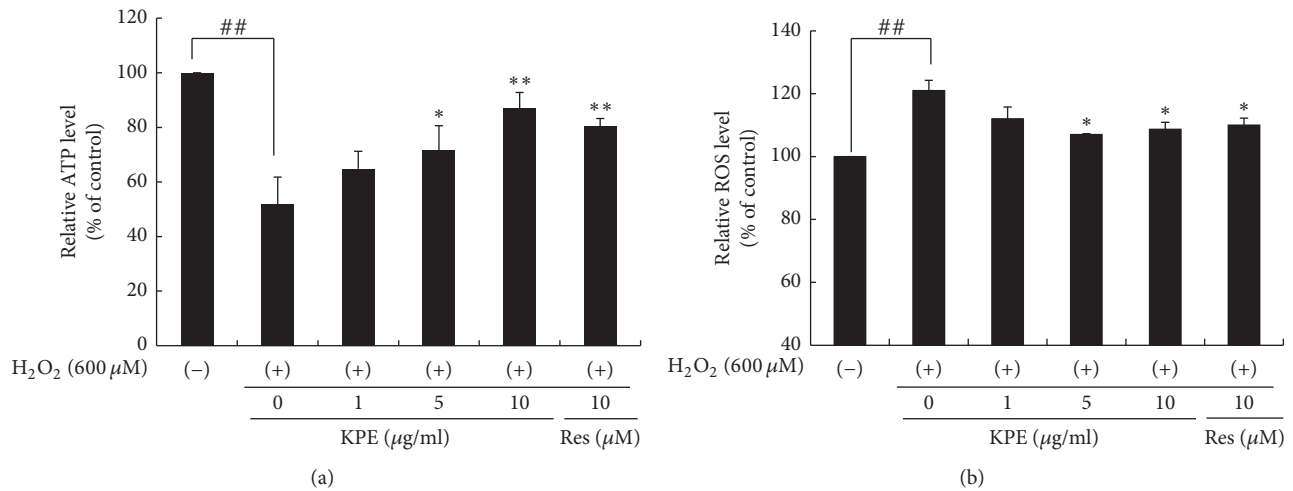 120
100
80
60
40
20
0
Relative ATP level
(% of control)
##
*
**
**
H₂O₂ (600 μM) (−) (+) (+) (+) (+) (+)
0 1 5 10 10
KPE (μg/ml) Res (μM)
(a)
140
120
100
80
60
40
Relative ROS level
(% of control)
##
*
*
*
H₂O₂ (600 μM) (−) (+) (+) (+) (+) (+)
0 1 5 10 10
KPE (μg/ml) Res (μM)
(b)